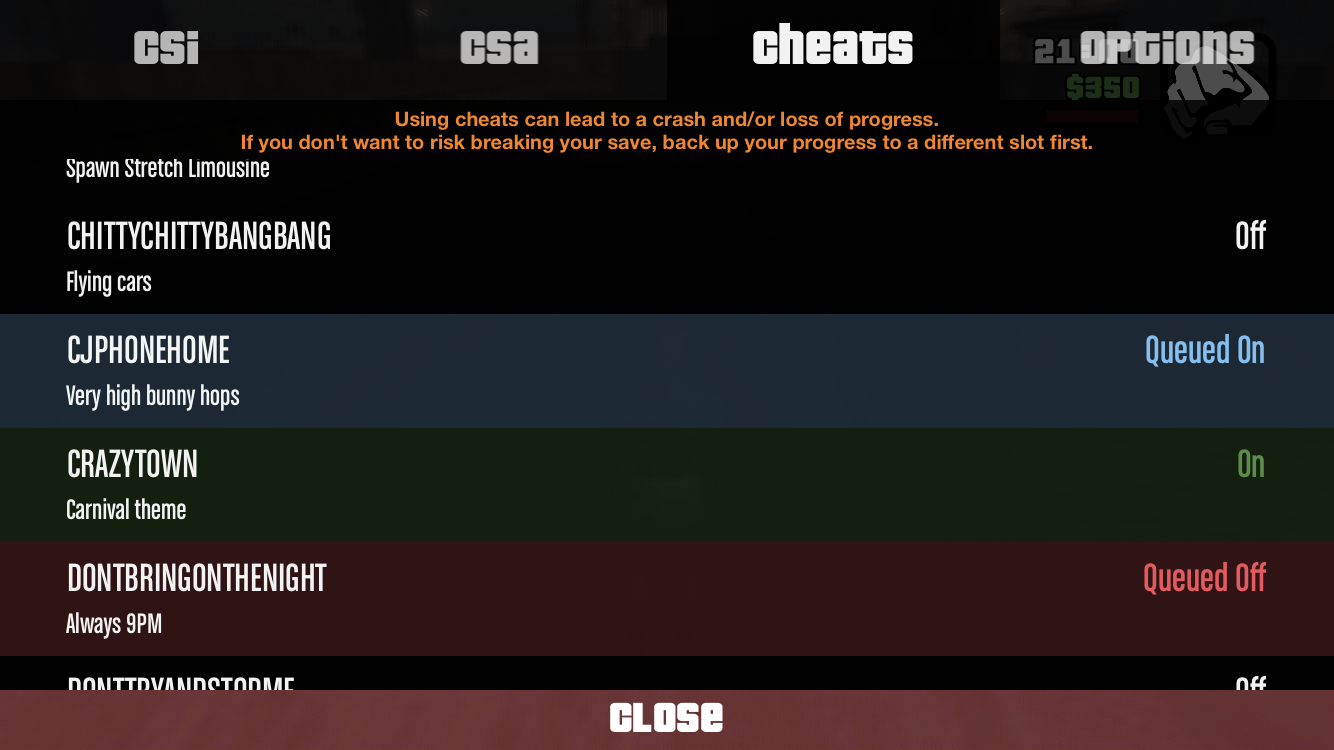 csi
csa
cheats
options
$350
Using cheats can lead to a crash and/or loss of progress.
If you don't want to risk breaking your save, back up your progress to a different slot first.
Spawn Stretch Limousine
CHITTYCHITTYBANGBANG
Off
Flying cars
CJPHONEHOME
Queued On
Very high bunny hops
CRAZYTOWN
On
Carnival theme
DONTBRINGONTHENIGHT
Queued Off
Always 9PM
DONTTRYANDSTOPME
Off
CLOSE